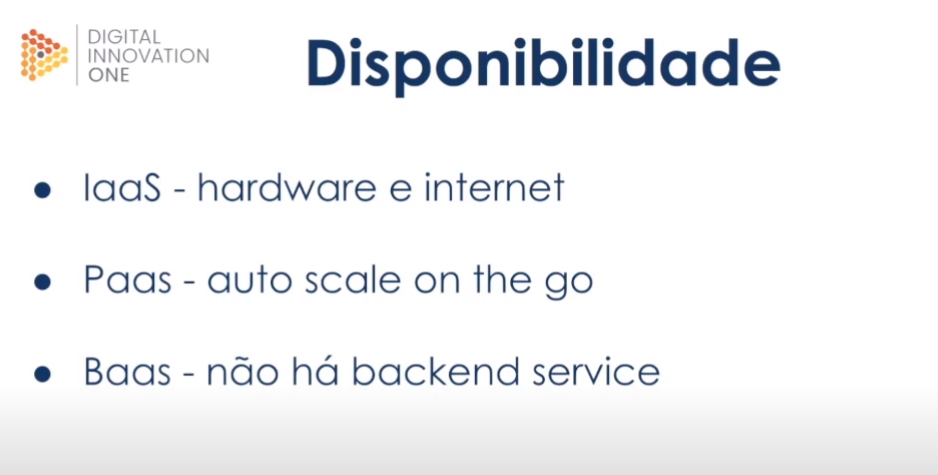 DIGITAL
INNOVATION
ONE
Disponibilidade
• IaaS - hardware e internet
• Paas - auto scale on the go
• Baas - não há backend service